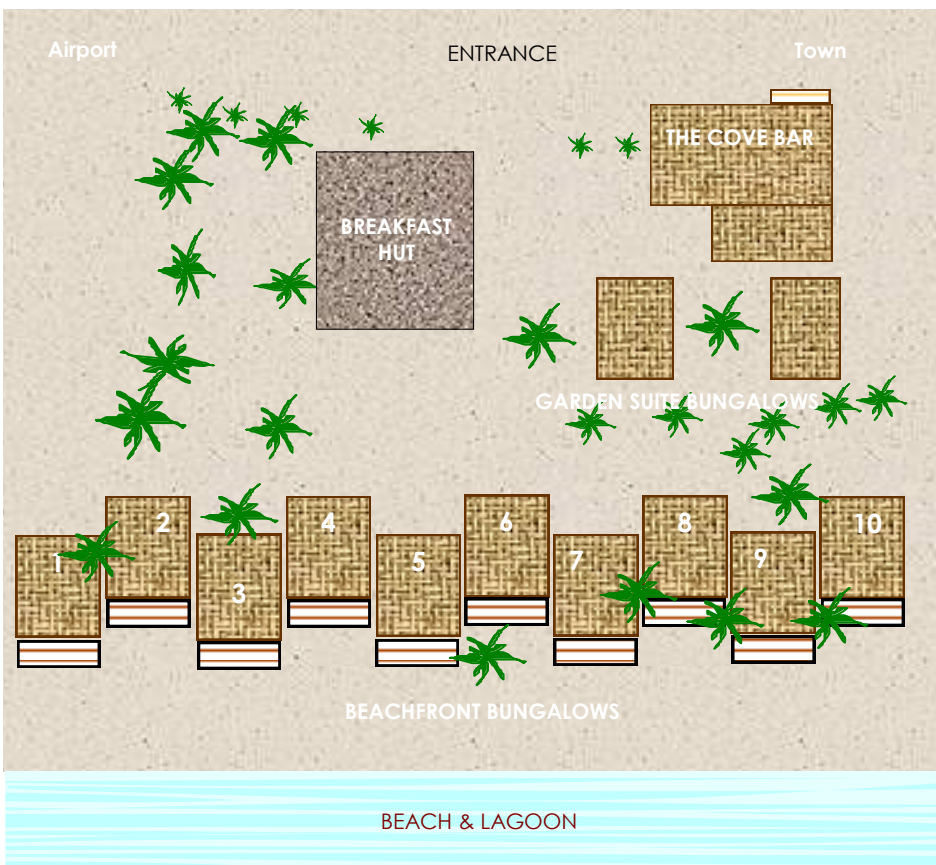 Airport
ENTRANCE
Town
THE COVE BAR
BREAKFAST
HUT
GARDEN SUITE BUNGALOWS
1
2
3
4
5
6
7
8
9
10
BEACHFRONT BUNGALOWS
BEACH & LAGOON